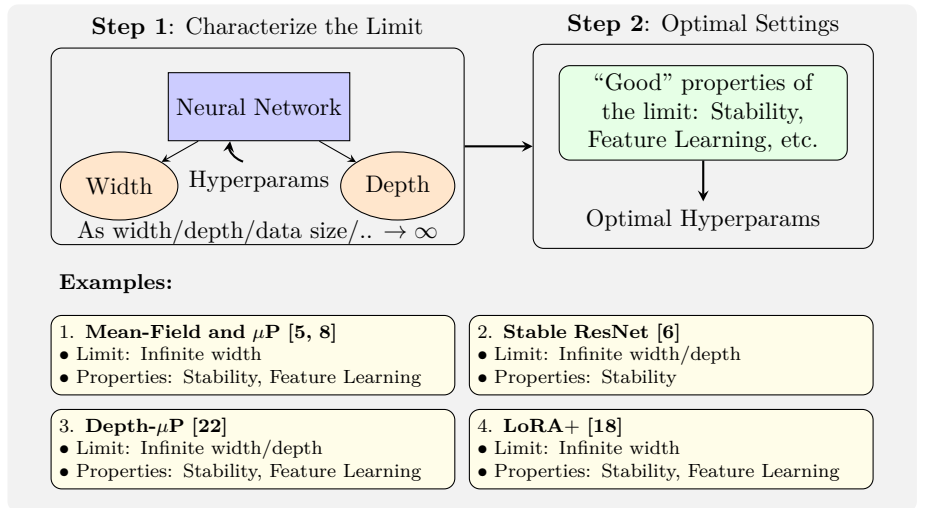 Step 1: Characterize the Limit
Neural Network
Width
Hyperparams
Depth
As width/depth/data size/.. → ∞
Step 2: Optimal Settings
“Good” properties of
the limit: Stability,
Feature Learning, etc.
Optimal Hyperparams
Examples:
1. Mean-Field and μP [5, 8]
• Limit: Infinite width
• Properties: Stability, Feature Learning
2. Stable ResNet [6]
• Limit: Infinite width/depth
• Properties: Stability
3. Depth-μP [22]
• Limit: Infinite width/depth
• Properties: Stability, Feature Learning
4. LoRA+ [18]
• Limit: Infinite width
• Properties: Stability, Feature Learning